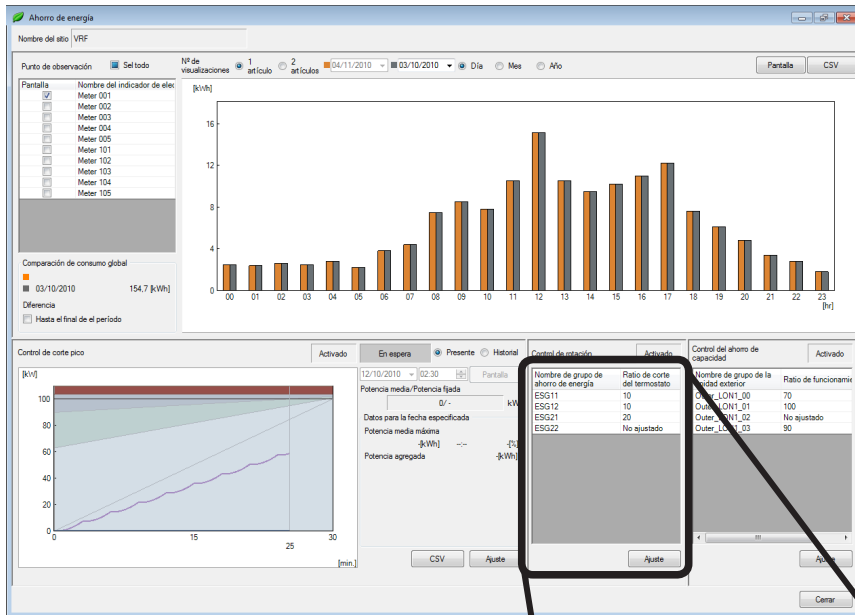 Ahorro de energía
Nombre del sitio VRF
Punto de observación Sel todo
Nº de visualizaciones 1 artículo 2 artículos 04/11/2010 03/10/2010 Día Mes Año Pantalla CSV
Pantalla Nombre del indicador de elec
Meter 001
Meter 002
Meter 003
Meter 004
Meter 005
Meter 101
Meter 102
Meter 103
Meter 104
Meter 105
Comparación de consumo global
03/10/2010 154,7 [kWh]
Diferencia
Hasta el final de el período
[kWh]
16
12
8
4
0
00 01 02 03 04 05 06 07 08 09 10 11 12 13 14 15 16 17 18 19 20 21 22 23
[hr]
Control de corte pico Activado
[kW]
100
80
60
40
20
0
0 15 30
25
[min.]
En espera Presente Historial
12/10/2010 02:30 Pantalla
Potencia media/Potencia fijada
0/ - kW
Datos para la fecha especificada
Potencia media máxima
-[kWh] --:-- -[%]
Potencia agregada -[kWh]
CSV Ajuste
Control de rotación Activado
Nombre de grupo de ahorro de energía
Ratio de corte del termostato
ESG11 10
ESG12 10
ESG21 20
ESG22 No ajustado
Ajuste
Control del ahorro de capacidad Activado
Nombre de grupo de la unidad exterior
Ratio de funcionamie
Outer_LON1_00 70
Outer_LON1_01 100
Outer_LON1_02 No ajustado
Outer_LON1_03 90
Ajuste
Cerrar